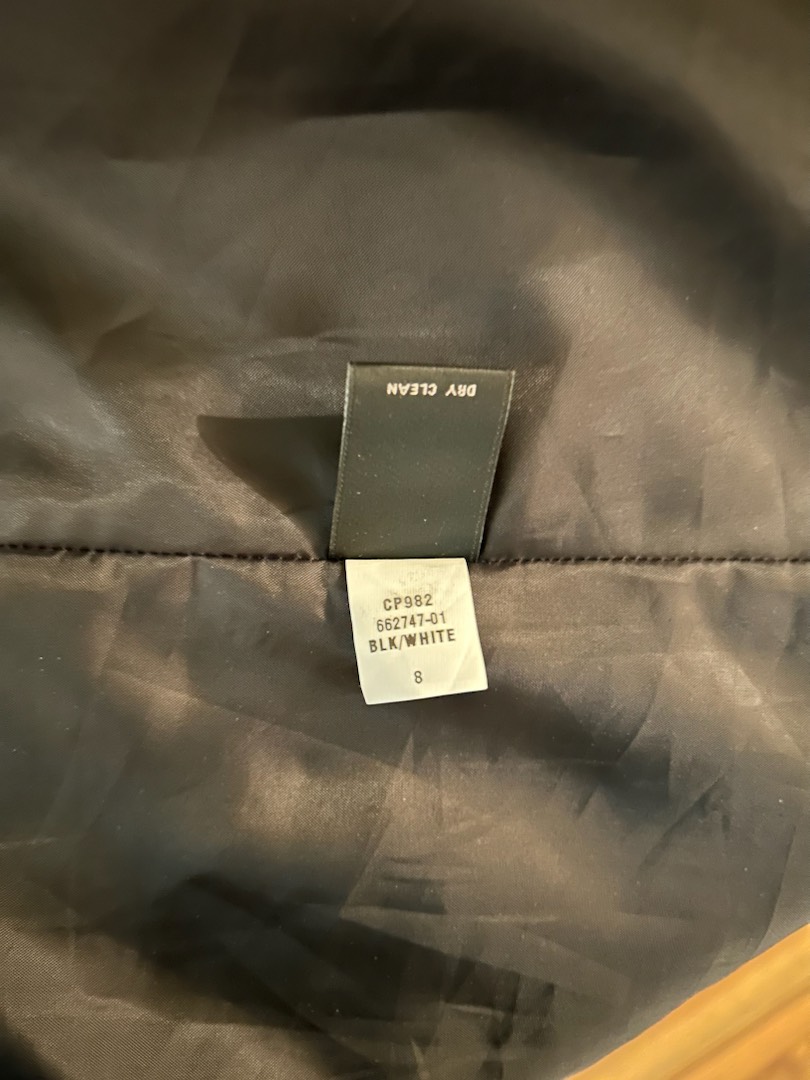 DRY CLEAN
CP982
662747-01
BLK/WHITE
8